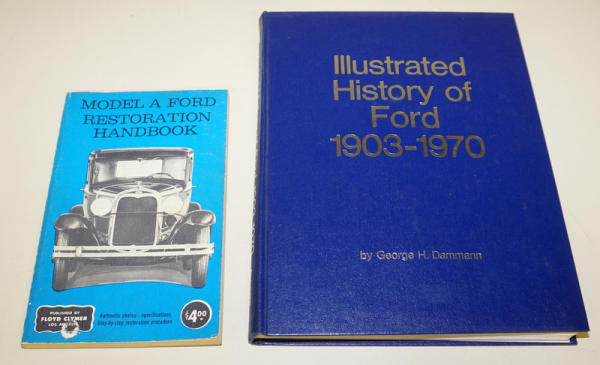 MODEL A FORD
RESTORATION
HANDBOOK
PUBLISHED BY
FLOYD CLYMER
LOS
Authentic photos—specifications
Step-by-step restoration procedure
$4.00
Illustrated
History of
Ford
1903-1970
by George H. Dammann